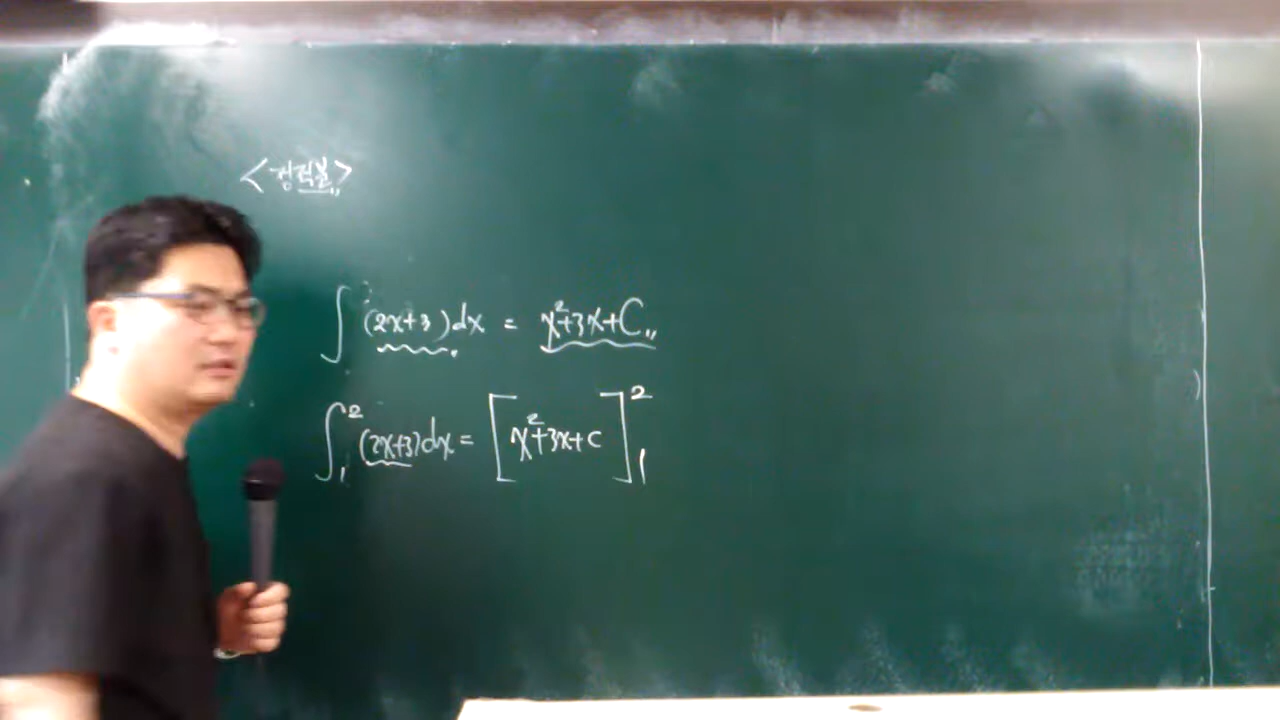 <정적분>
∫(2x+3)dx = x²+3x+C
∫₁²(2x+3)dx = [x²+3x+c]₁²